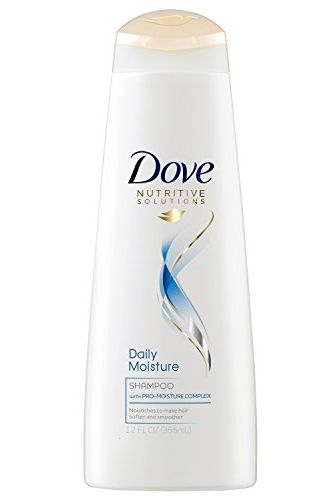 Dove
NUTRITIVE
SOLUTIONS
Daily
Moisture
SHAMPOO
WITH PRO-MOISTURE COMPLEX
Nourishes to make hair
softer and smoother
12 FL OZ (355mL)